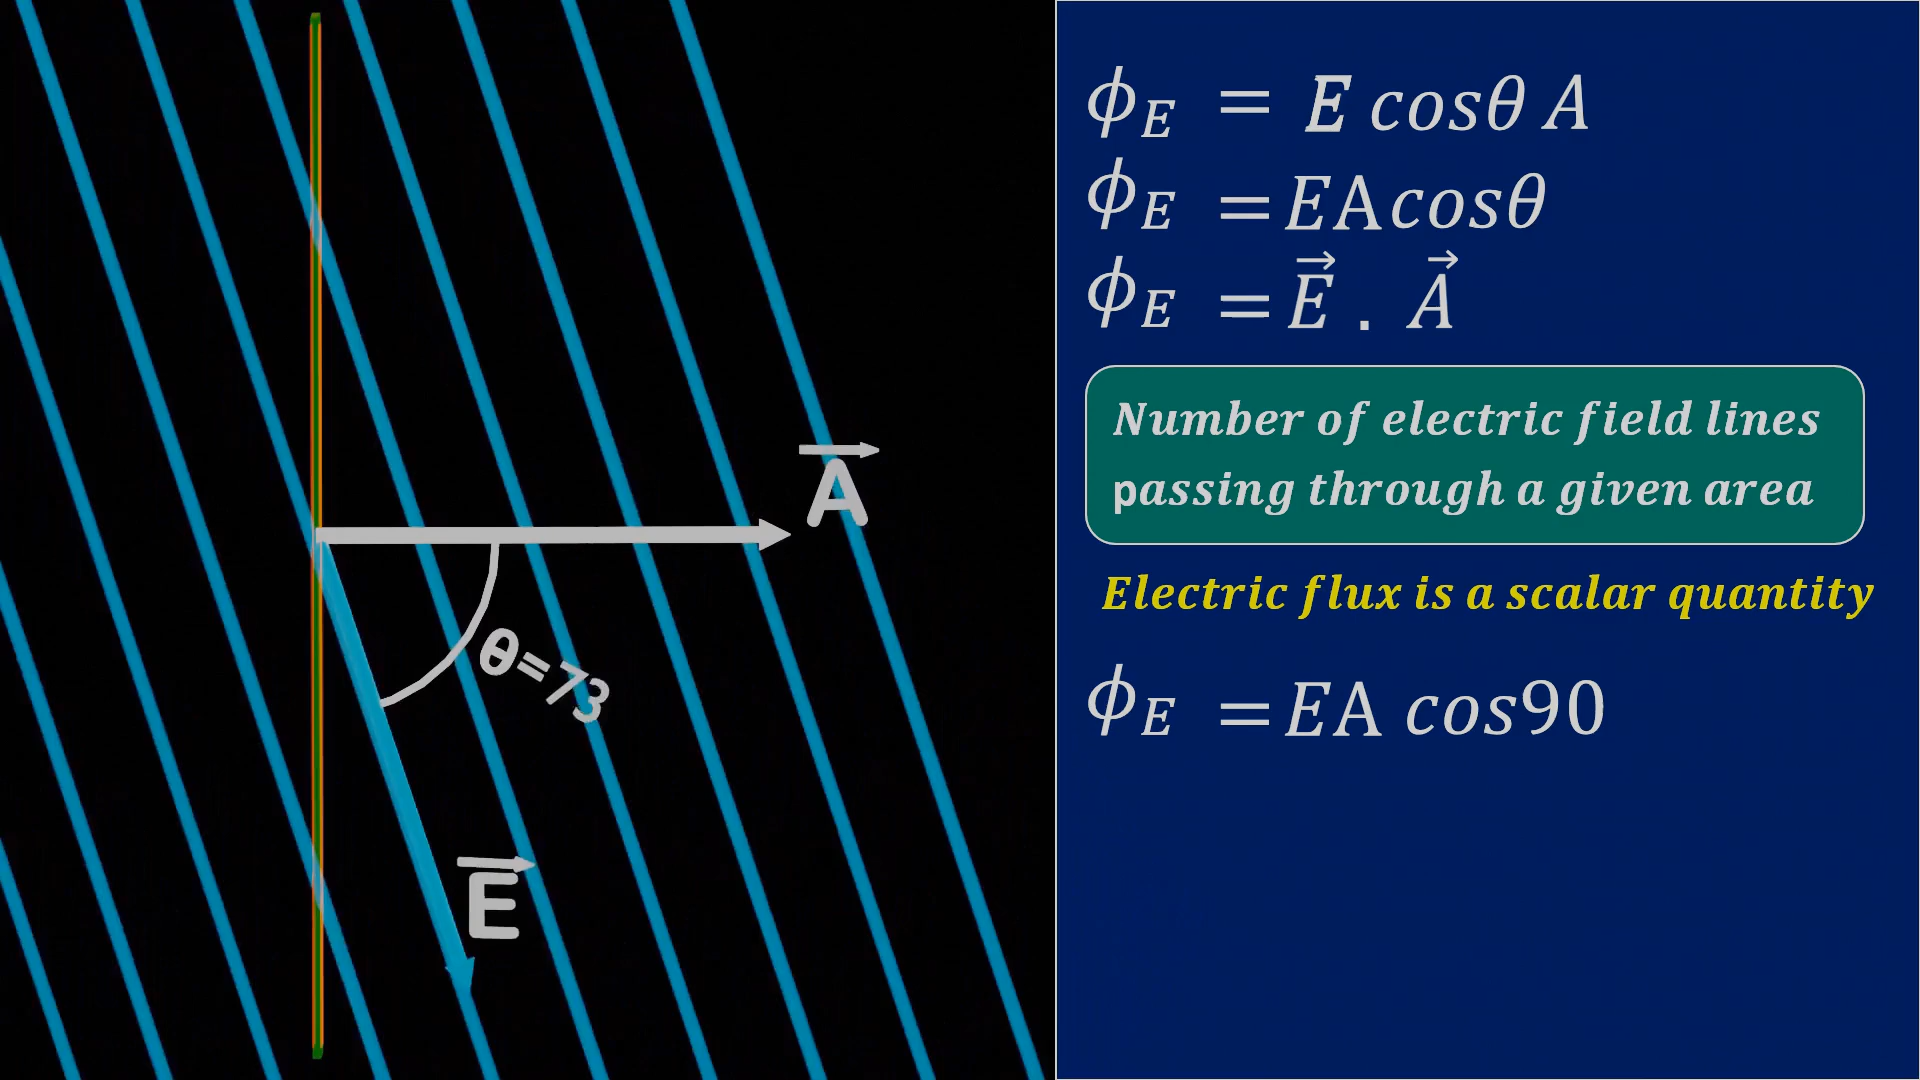 A
θ=73
E
ϕE = E cosθ A
ϕE = EAcosθ
ϕE = E⃗ . A⃗
Number of electric field lines
passing through a given area
Electric flux is a scalar quantity
ϕE = EA cos90